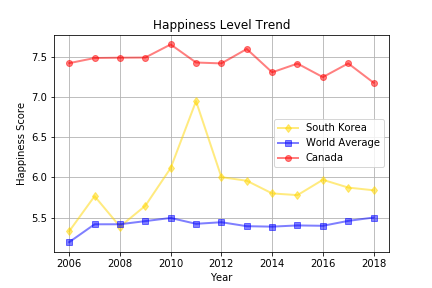 Happiness Level Trend
7.5
7.0
6.5
6.0
5.5
Happiness Score
South Korea
World Average
Canada
2006 2008 2010 2012 2014 2016 2018
Year